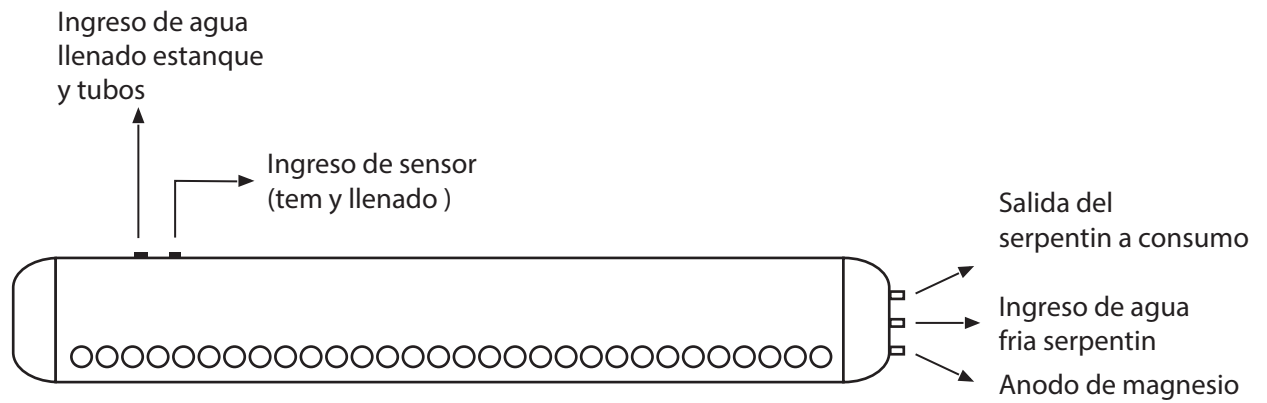 Ingreso de agua
llenado estanque
y tubos
Ingreso de sensor
(tem y llenado )
Salida del
serpentin a consumo
Ingreso de agua
fria serpentin
Anodo de magnesio